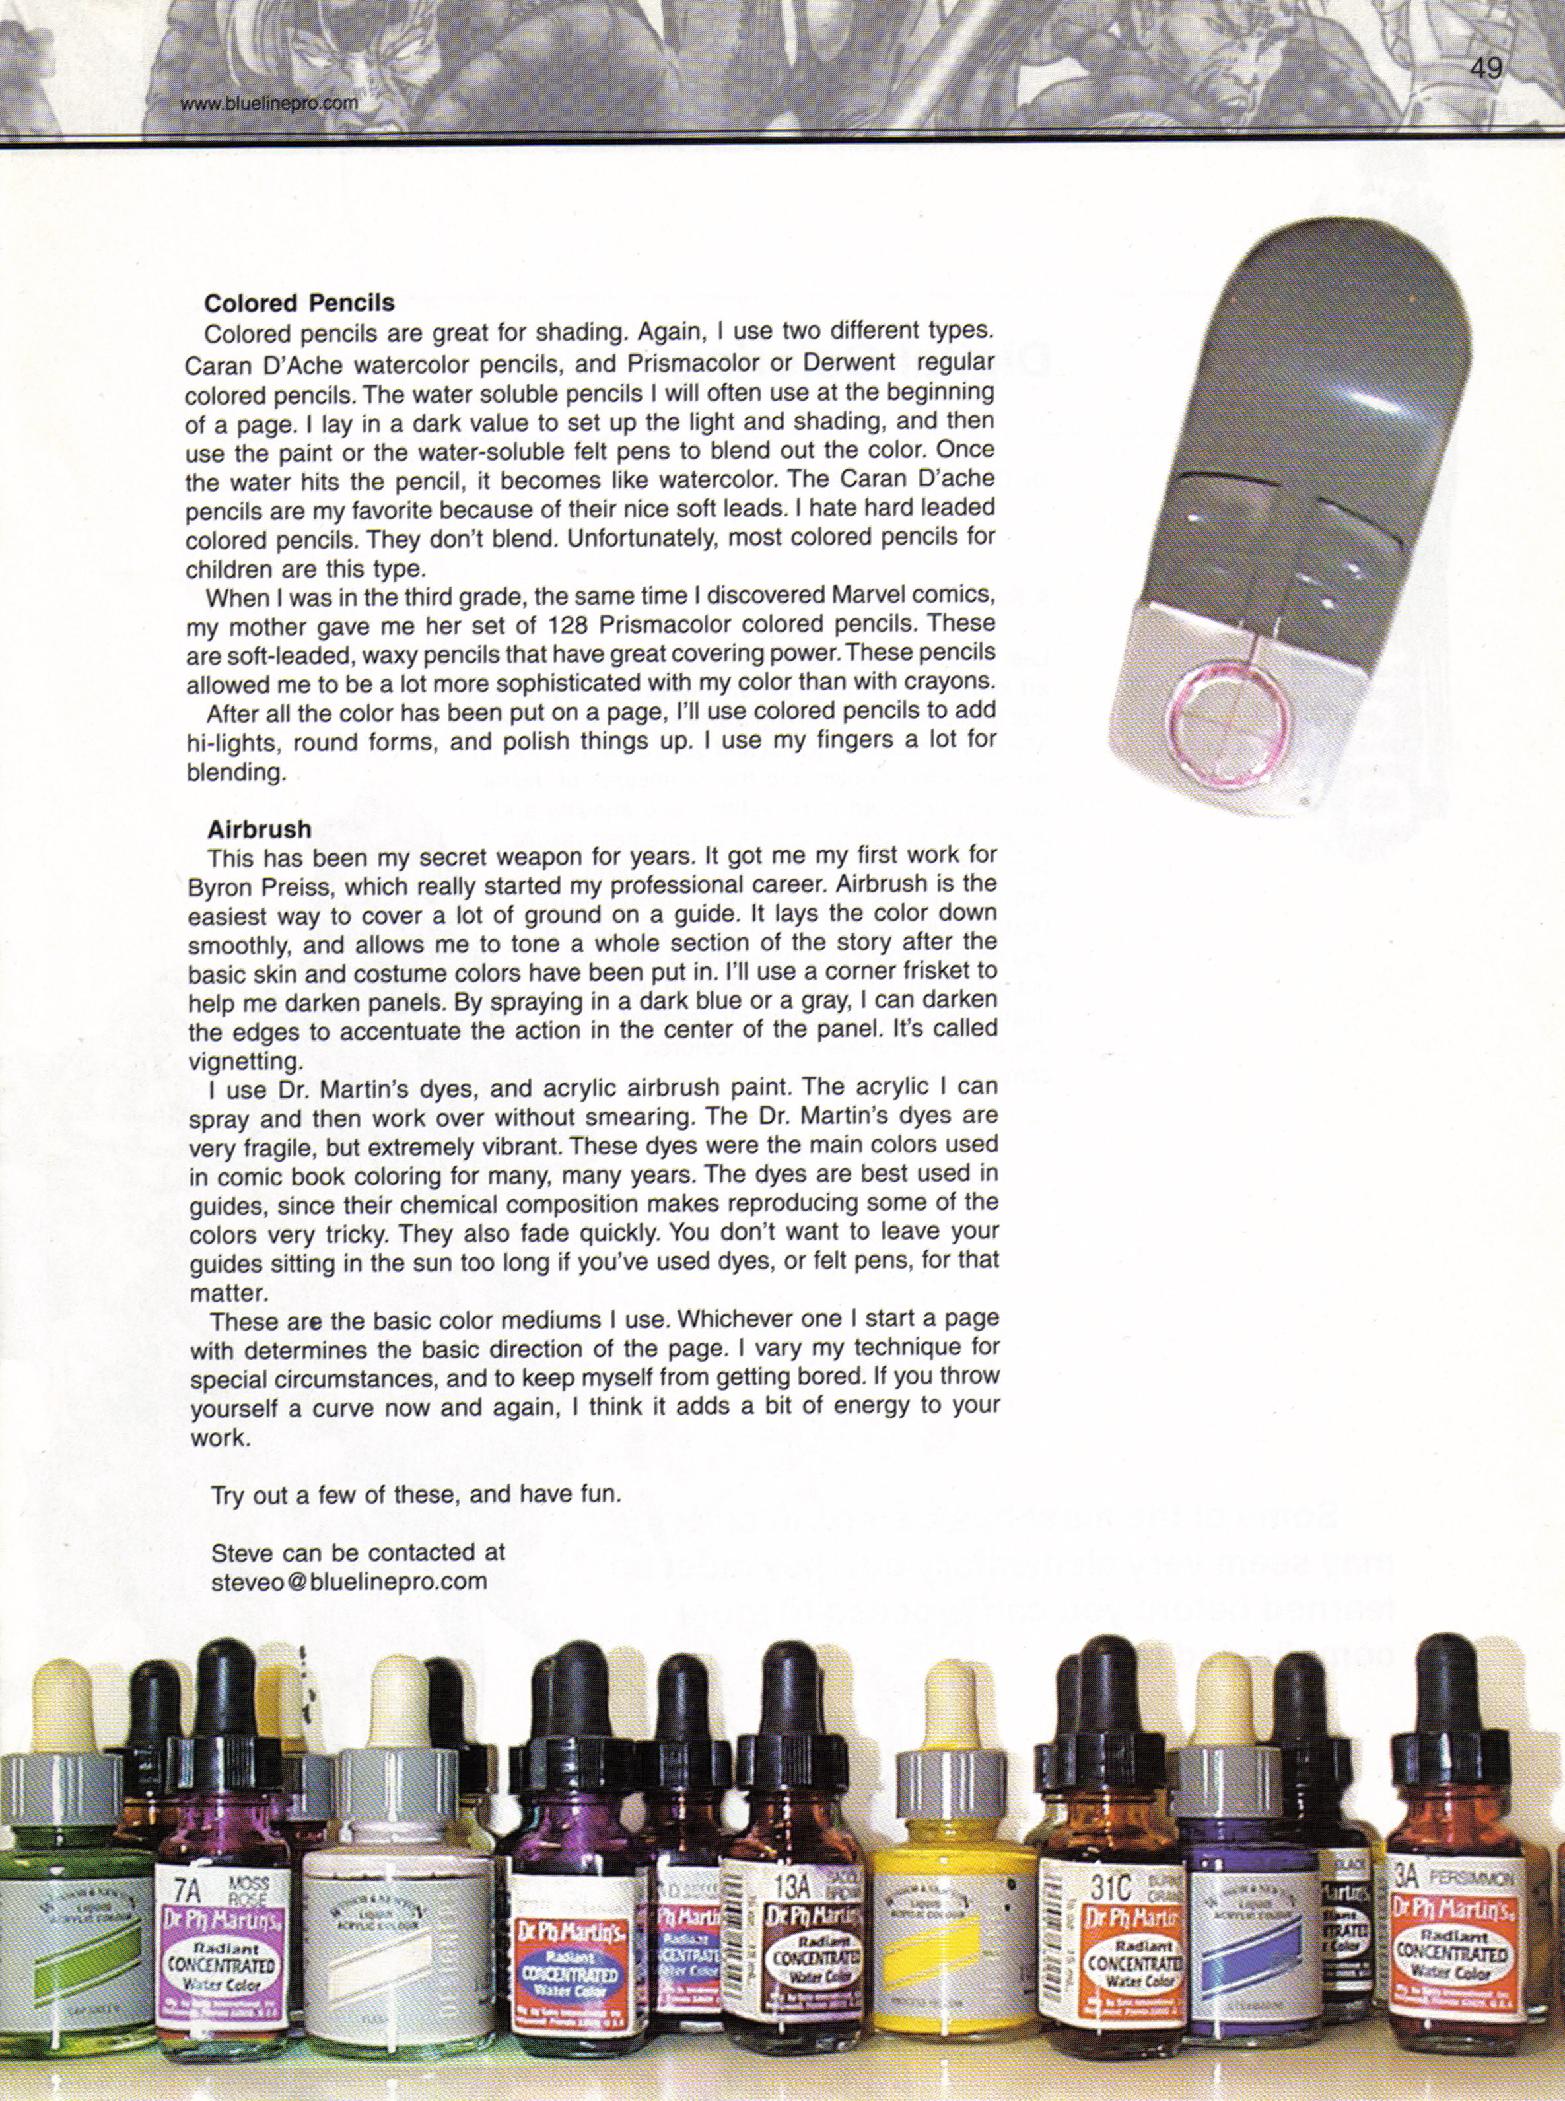 49
www.bluelinepro.com
Colored Pencils
Colored pencils are great for shading. Again, I use two different types.
Caran D'Ache watercolor pencils, and Prismacolor or Derwent regular
colored pencils. The water soluble pencils I will often use at the beginning
of a page. I lay in a dark value to set up the light and shading, and then
use the paint or the water-soluble felt pens to blend out the color. Once
the water hits the pencil, it becomes like watercolor. The Caran D'ache
pencils are my favorite because of their nice soft leads. I hate hard leaded
colored pencils. They don't blend. Unfortunately, most colored pencils for
children are this type.
When I was in the third grade, the same time I discovered Marvel comics,
my mother gave me her set of 128 Prismacolor colored pencils. These
are soft-leaded, waxy pencils that have great covering power. These pencils
allowed me to be a lot more sophisticated with my color than with crayons.
After all the color has been put on a page, I'll use colored pencils to add
hi-lights, round forms, and polish things up. I use my fingers a lot for
blending.
Airbrush
This has been my secret weapon for years. It got me my first work for
Byron Preiss, which really started my professional career. Airbrush is the
easiest way to cover a lot of ground on a guide. It lays the color down
smoothly, and allows me to tone a whole section of the story after the
basic skin and costume colors have been put in. I'll use a corner frisket to
help me darken panels. By spraying in a dark blue or a gray, I can darken
the edges to accentuate the action in the center of the panel. It's called
vignetting.
I use Dr. Martin's dyes, and acrylic airbrush paint. The acrylic I can
spray and then work over without smearing. The Dr. Martin's dyes are
very fragile, but extremely vibrant. These dyes were the main colors used
in comic book coloring for many, many years. The dyes are best used in
guides, since their chemical composition makes reproducing some of the
colors very tricky. They also fade quickly. You don't want to leave your
guides sitting in the sun too long if you've used dyes, or felt pens, for that
matter.
These are the basic color mediums I use. Whichever one I start a page
with determines the basic direction of the page. I vary my technique for
special circumstances, and to keep myself from getting bored. If you throw
yourself a curve now and again, I think it adds a bit of energy to your
work.
Try out a few of these, and have fun.
Steve can be contacted at
steveo@bluelinepro.com
7A MOSS
ROSE
Dr Ph Martin's
Radiant
CONCENTRATED
Water Color
Liquid
ACRYLIC COLOUR
Dr Ph Martin's
Radiant
CONCENTRATED
Water Color
13A
Dr Ph Martin's
Radiant
CONCENTRATED
Water Color
31C
Dr Ph Martin
Radiant
CONCENTRATED
Water Color
3A PERSIMMON
Dr Ph Martin's
Radiant
CONCENTRATED
Water Color